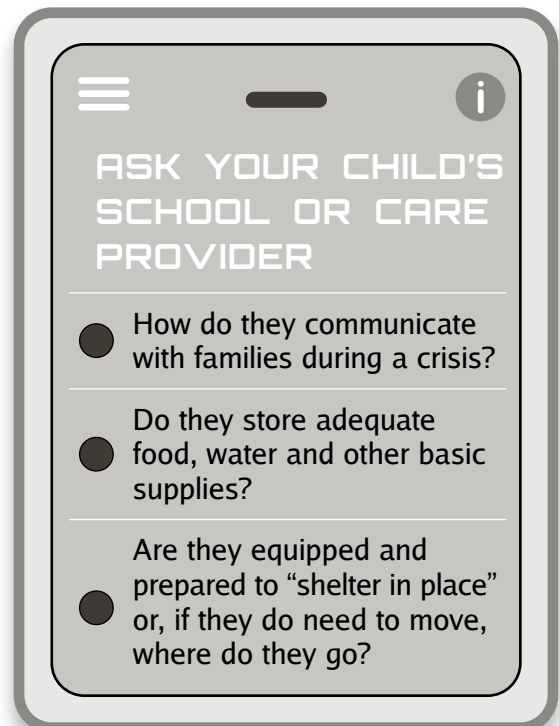 i
ASK YOUR CHILD'S
SCHOOL OR CARE
PROVIDER
How do they communicate
with families during a crisis?
Do they store adequate
food, water and other basic
supplies?
Are they equipped and
prepared to “shelter in place”
or, if they do need to move,
where do they go?